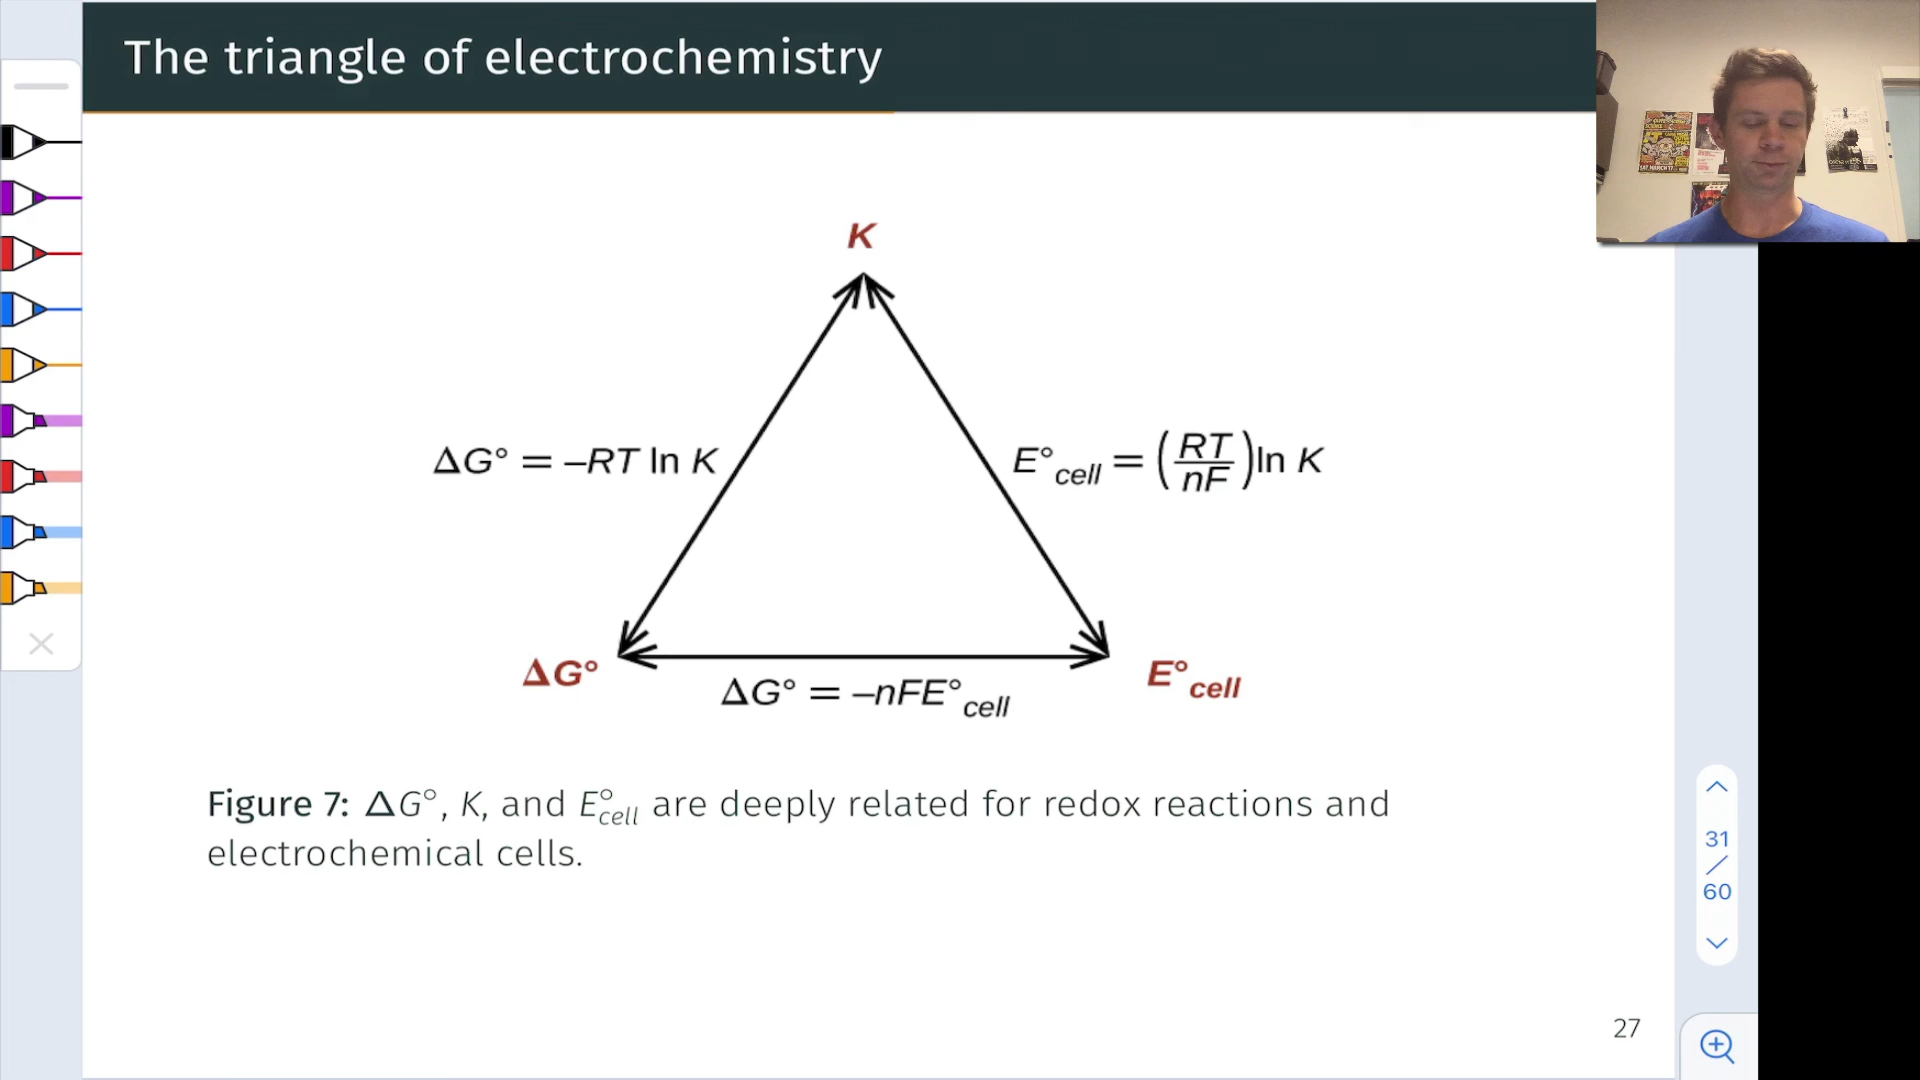 The triangle of electrochemistry
K
ΔG° = –RT ln K
E°cell = (RT/nF) ln K
ΔG°
E°cell
ΔG° = –nFE°cell
Figure 7: ΔG°, K, and E°cell are deeply related for redox reactions and
electrochemical cells.
31
/
60
27